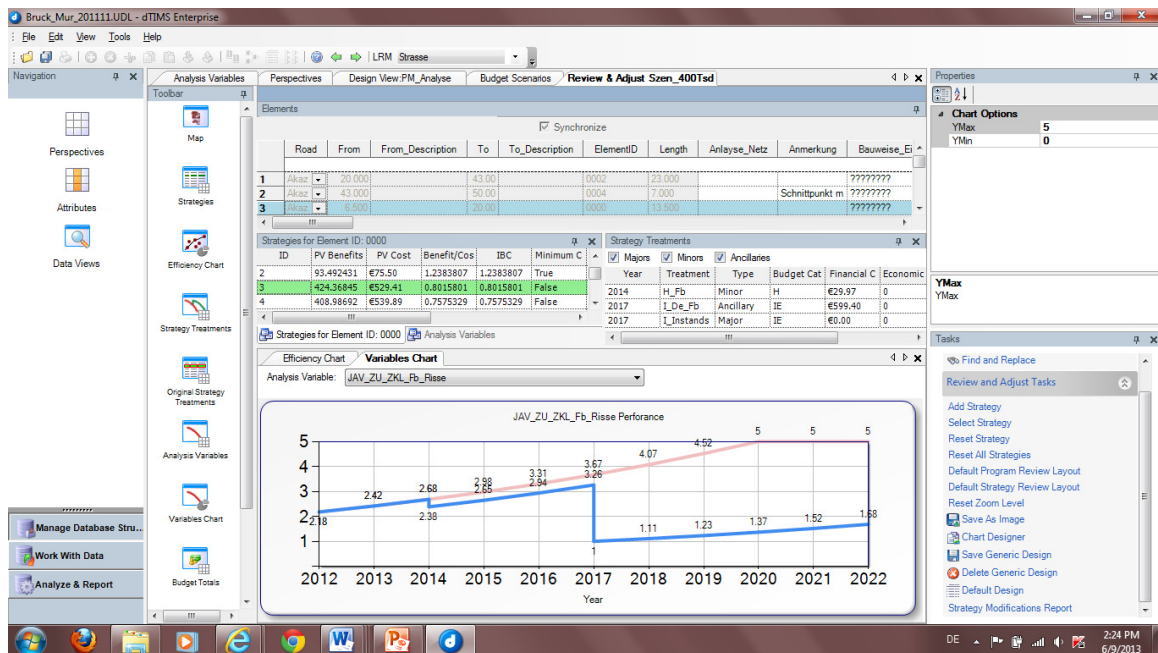 Bruck_Mur_201111.UDL - dTIMS Enterprise
File Edit View Tools Help
LRM Strasse
Navigation
Perspectives
Attributes
Data Views
Manage Database Stru...
Work With Data
Analyze & Report
Analysis Variables Perspectives Design View:PM_Analyse Budget Scenarios Review & Adjust Szen_400Tsd
Toolbar
Map
Strategies
Efficiency Chart
Strategy Treatments
Original Strategy
Treatments
Analysis Variables
Variables Chart
Budget Totals
Elements
Synchronize
Road From From_Description To To_Description ElementID Length Anlayse_Netz Anmerkung Bauweise_Ei
1 Akaz 20.000 43.00 0002 23.000 ????????
2 Akaz 43.000 50.00 0004 7.000 Schnittpunkt m ????????
3 Akaz 6.500 20.00 0000 13.500 ????????
Strategies for Element ID: 0000
ID PV Benefits PV Cost Benefit/Cos IBC Minimum C
2 93.492431 €75.50 1.2383807 1.2383807 True
3 424.36845 €529.41 0.8015801 0.8015801 False
4 408.98692 €539.89 0.7575329 0.7575329 False
Strategies for Element ID: 0000 Analysis Variables
Strategy Treatments
Majors Minors Ancillaries
Year Treatment Type Budget Cat Financial C Economic
2014 H_Fb Minor H €29.97 0
2017 I_De_Fb Ancillary IE €599.40 0
2017 I_Instands Major IE €0.00 0
Efficiency Chart Variables Chart
Analysis Variable: JAV_ZU_ZKL_Fb_Risse
JAV_ZU_ZKL_Fb_Risse Perforance
5
4
3
2
1
2.18 2.42 2.68 2.98 3.31 3.67 4.07 4.52 5 5 5
2.38 2.65 2.94 3.26
1 1.11 1.23 1.37 1.52 1.68
2012 2013 2014 2015 2016 2017 2018 2019 2020 2021 2022
Year
Properties
Chart Options
YMax 5
YMin 0
YMax
YMax
Tasks
Find and Replace
Review and Adjust Tasks
Add Strategy
Select Strategy
Reset Strategy
Reset All Strategies
Default Program Review Layout
Default Strategy Review Layout
Reset Zoom Level
Save As Image
Chart Designer
Save Generic Design
Delete Generic Design
Default Design
Strategy Modifications Report
DE
2:24 PM
6/9/2013